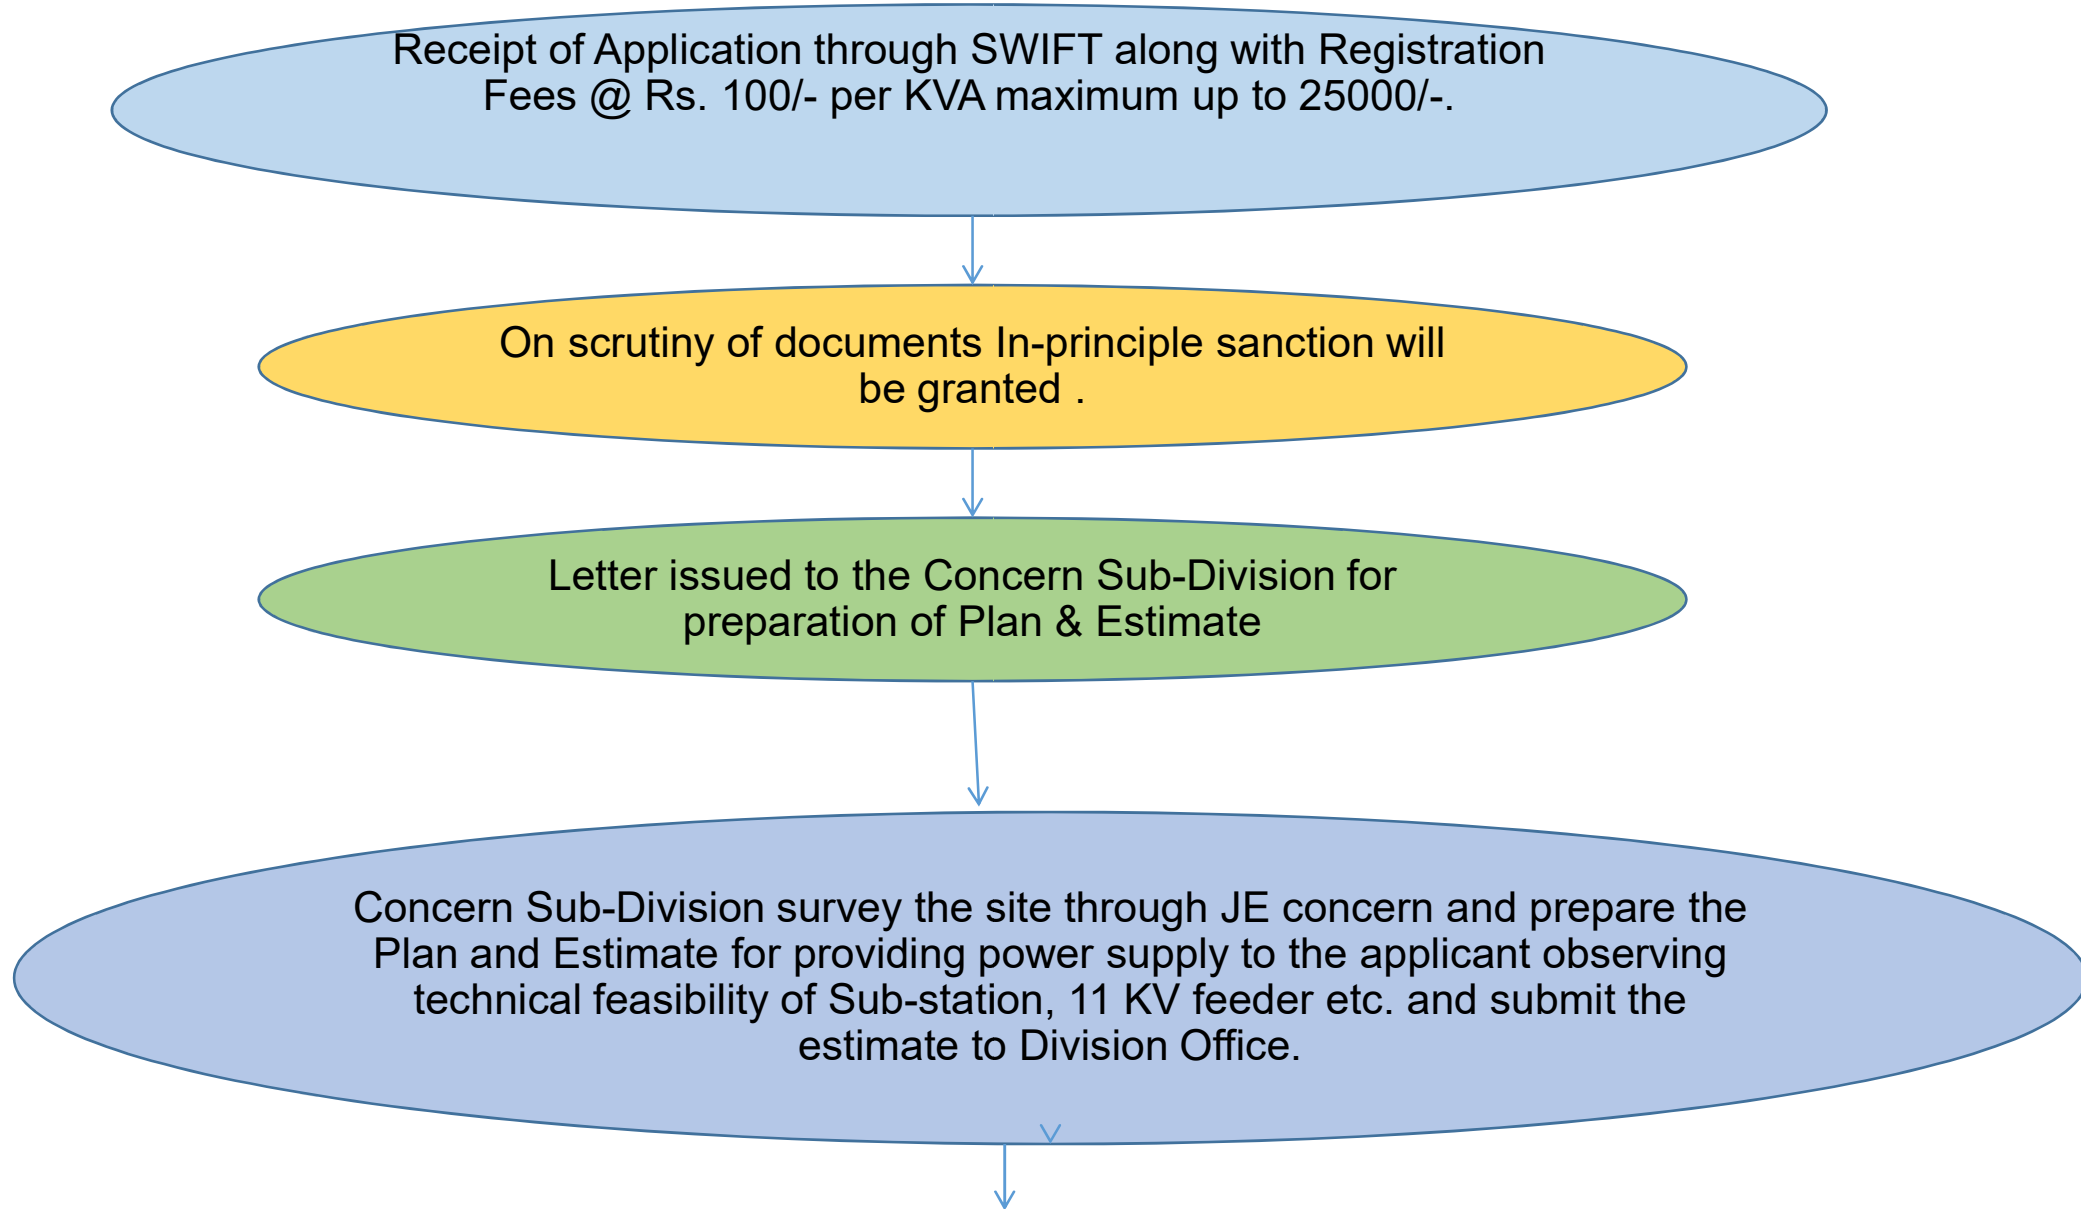 Receipt of Application through SWIFT along with Registration
Fees @ Rs. 100/- per KVA maximum up to 25000/-.
On scrutiny of documents In-principle sanction will
be granted .
Letter issued to the Concern Sub-Division for
preparation of Plan & Estimate
Concern Sub-Division survey the site through JE concern and prepare the
Plan and Estimate for providing power supply to the applicant observing
technical feasibility of Sub-station, 11 KV feeder etc. and submit the
estimate to Division Office.